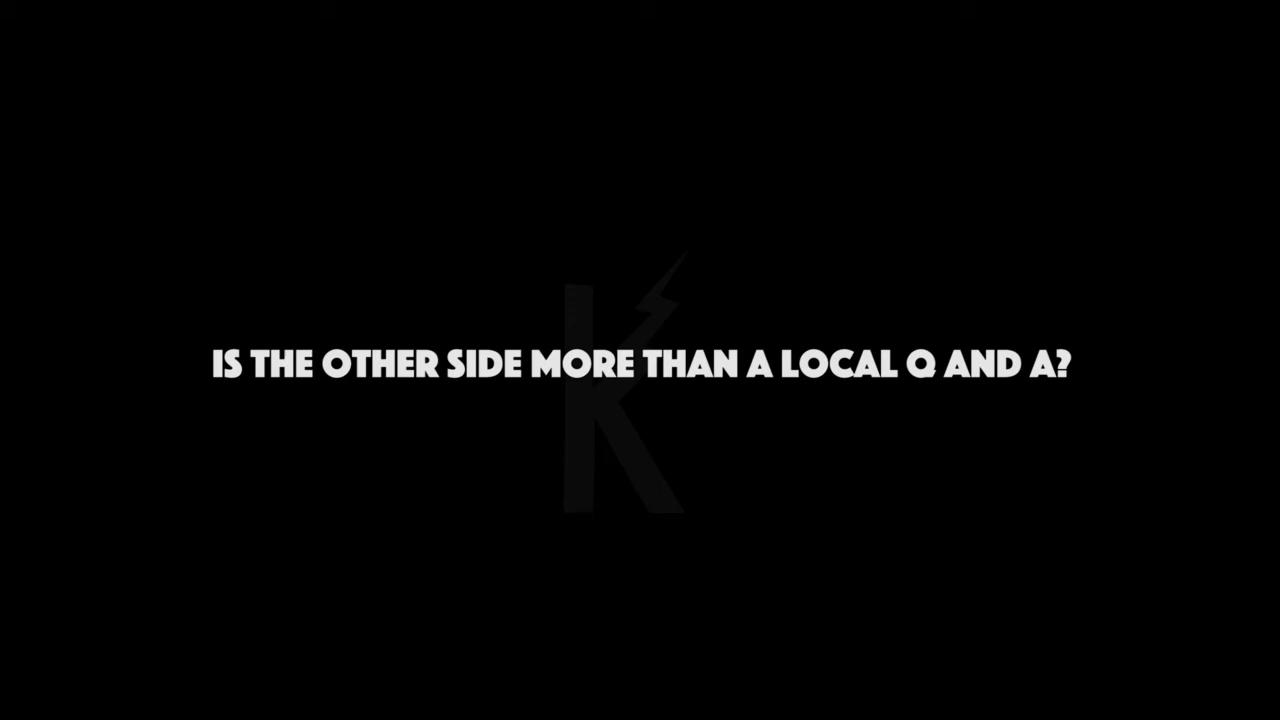 IS THE OTHER SIDE MORE THAN A LOCAL Q AND A?
K